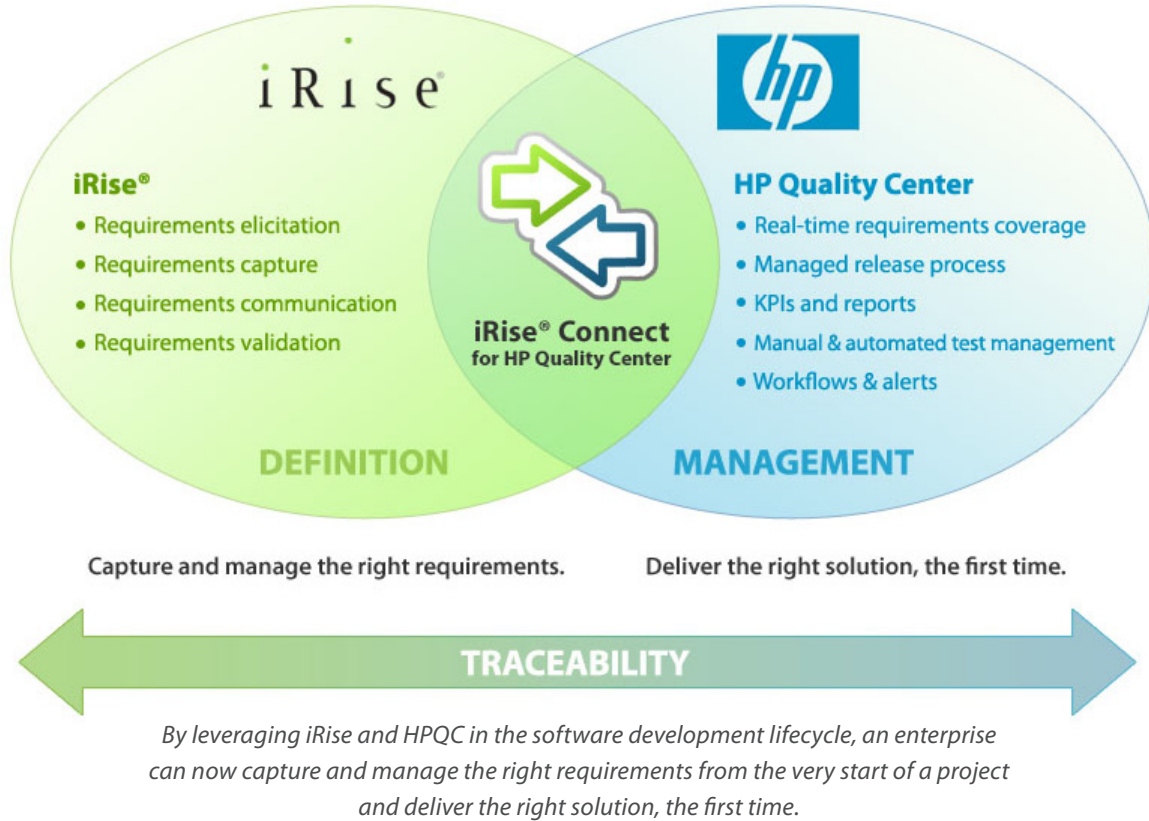 iRise®
hp
iRise®
• Requirements elicitation
• Requirements capture
• Requirements communication
• Requirements validation
DEFINITION
iRise® Connect
for HP Quality Center
HP Quality Center
• Real-time requirements coverage
• Managed release process
• KPIs and reports
• Manual & automated test management
• Workflows & alerts
MANAGEMENT
Capture and manage the right requirements.
Deliver the right solution, the first time.
TRACEABILITY
By leveraging iRise and HPQC in the software development lifecycle, an enterprise
can now capture and manage the right requirements from the very start of a project
and deliver the right solution, the first time.